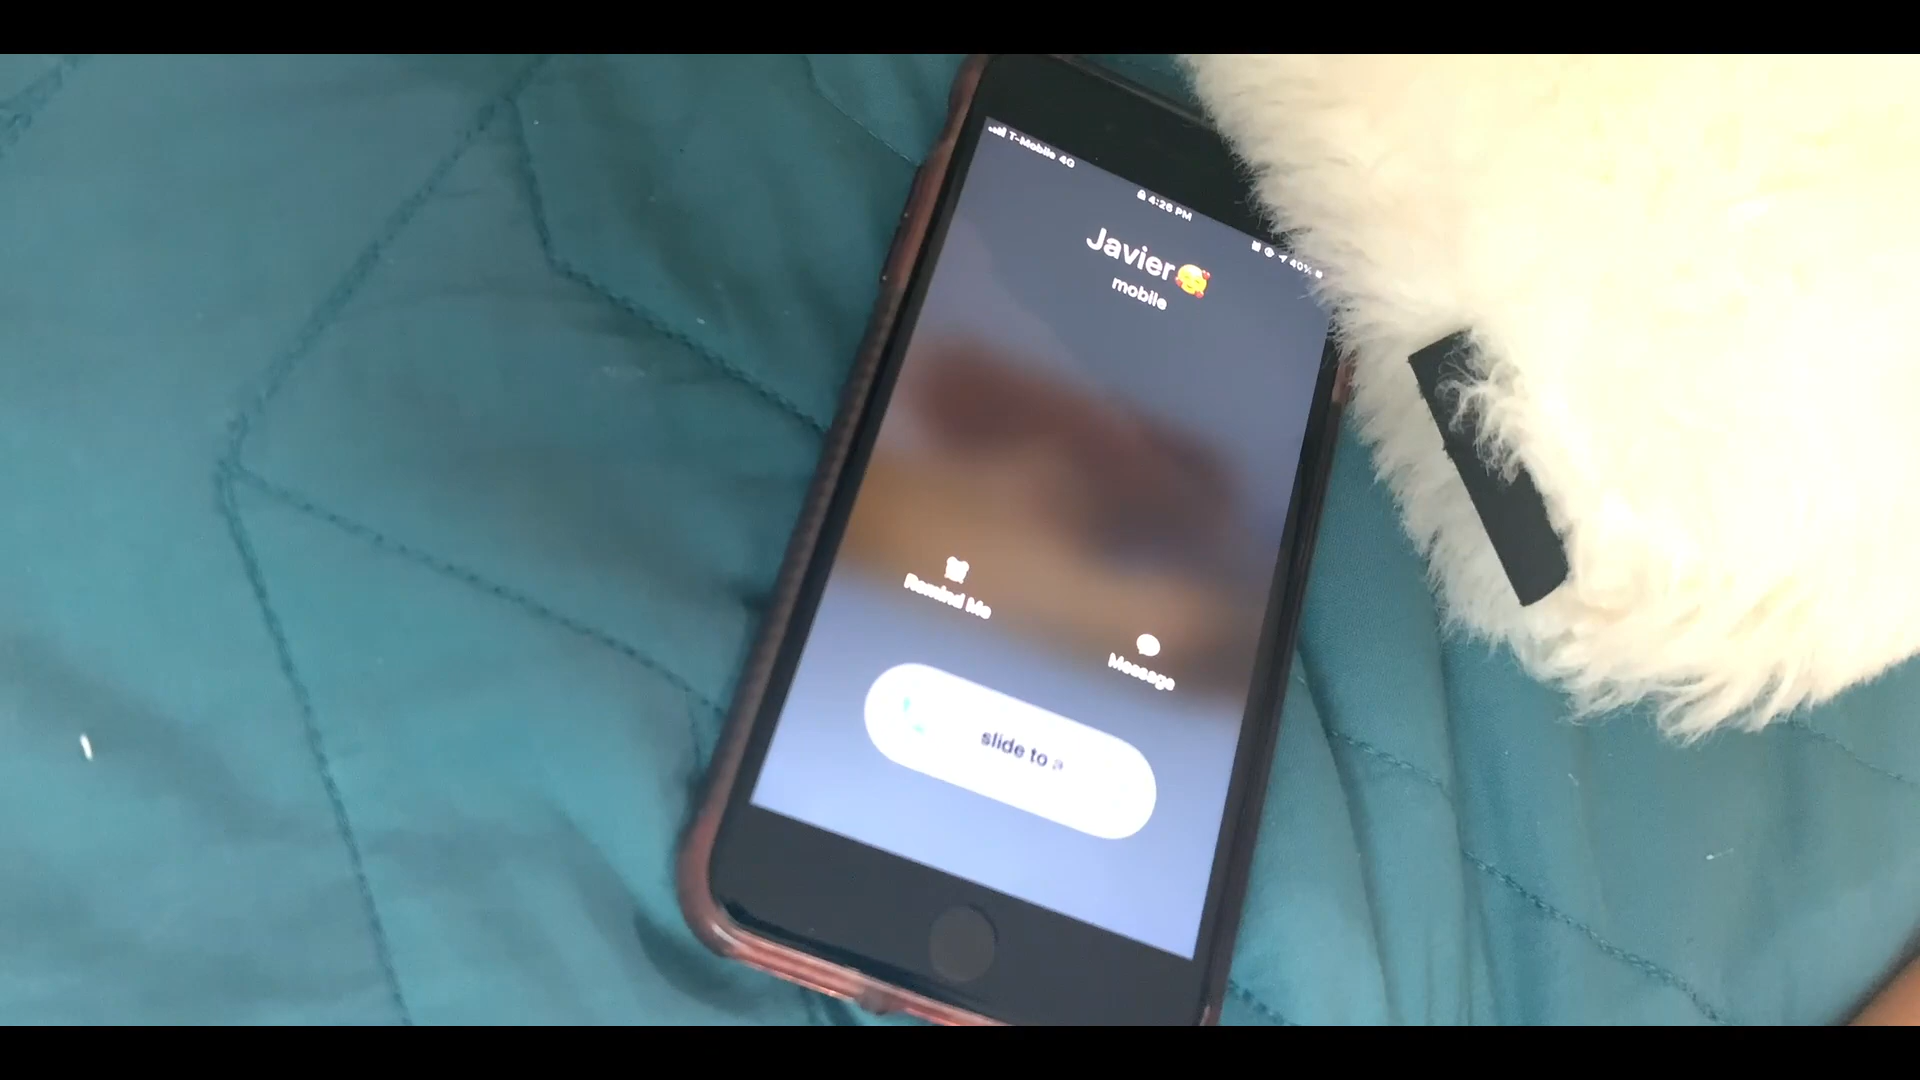 T-Mobile 4G
4:26 PM
40%
Javier🥰
mobile
Remind Me
Message
slide to a